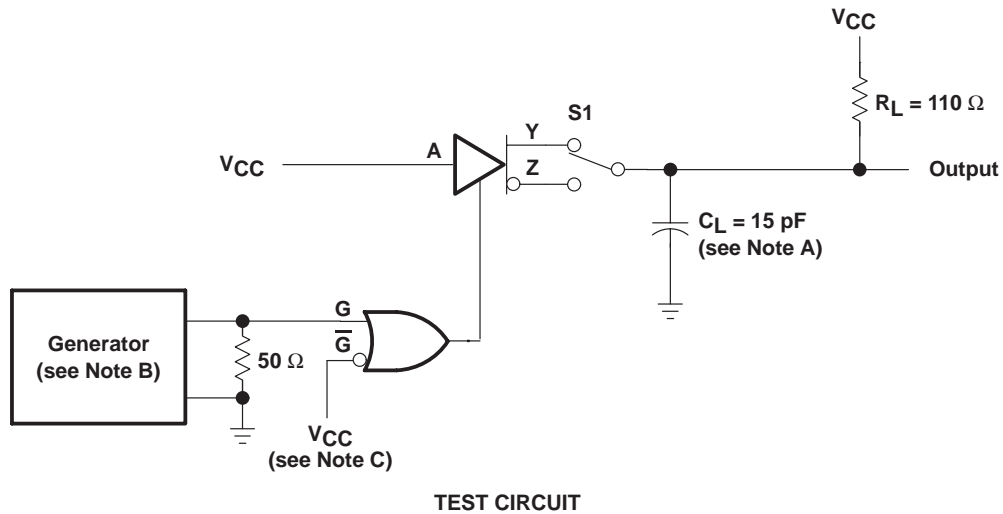 VCC
RL = 110 Ω
S1
Y
A
Z
VCC
Output
CL = 15 pF
(see Note A)
G
G
Generator
(see Note B)
50 Ω
VCC
(see Note C)
TEST CIRCUIT